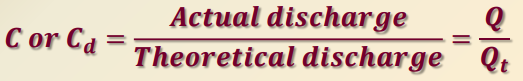 C or C_d = Actual discharge / Theoretical discharge = Q / Q_t